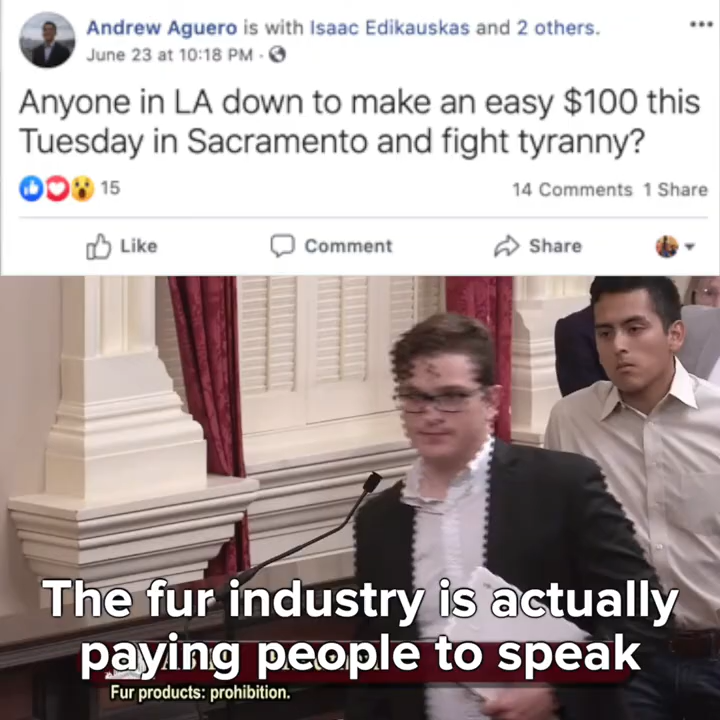 Andrew Aguero is with Isaac Edikauskas and 2 others.
June 23 at 10:18 PM ·
Anyone in LA down to make an easy $100 this
Tuesday in Sacramento and fight tyranny?
15
14 Comments 1 Share
Like Comment Share
The fur industry is actually
paying people to speak
Fur products: prohibition.